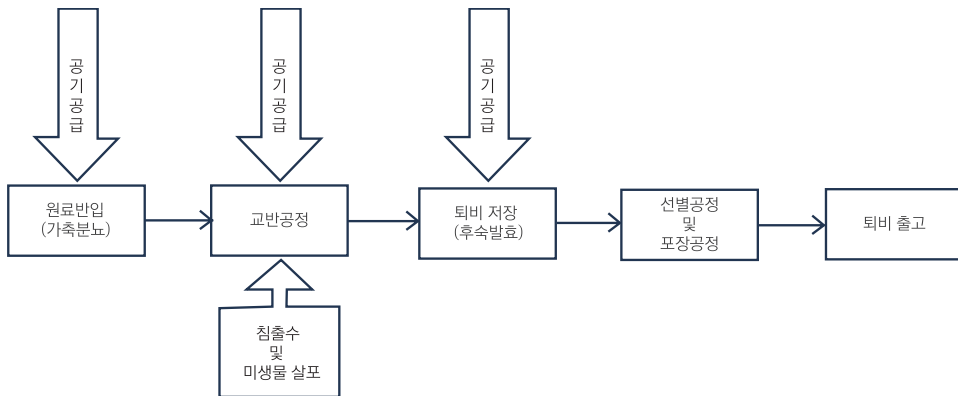 공
기
공
급
공
기
공
급
공
기
공
급
원료반입
(가축분뇨)
교반공정
퇴비 저장
(후숙발효)
선별공정
및
포장공정
퇴비 출고
침출수
및
미생물 살포